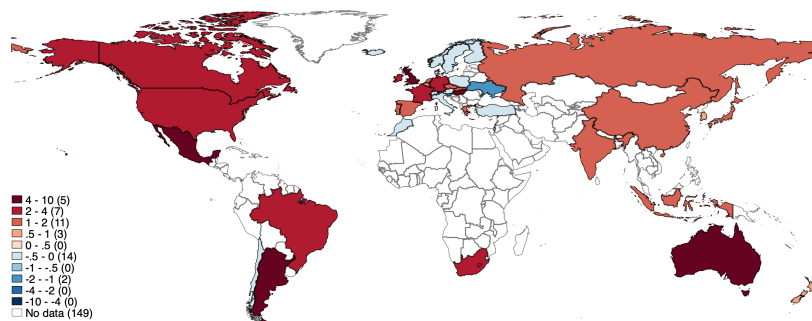 4 - 10 (5)
2 - 4 (7)
1 - 2 (11)
.5 - 1 (3)
0 - .5 (0)
-.5 - 0 (14)
-1 - -.5 (0)
-2 - -1 (2)
-4 - -2 (0)
-10 - -4 (0)
No data (149)